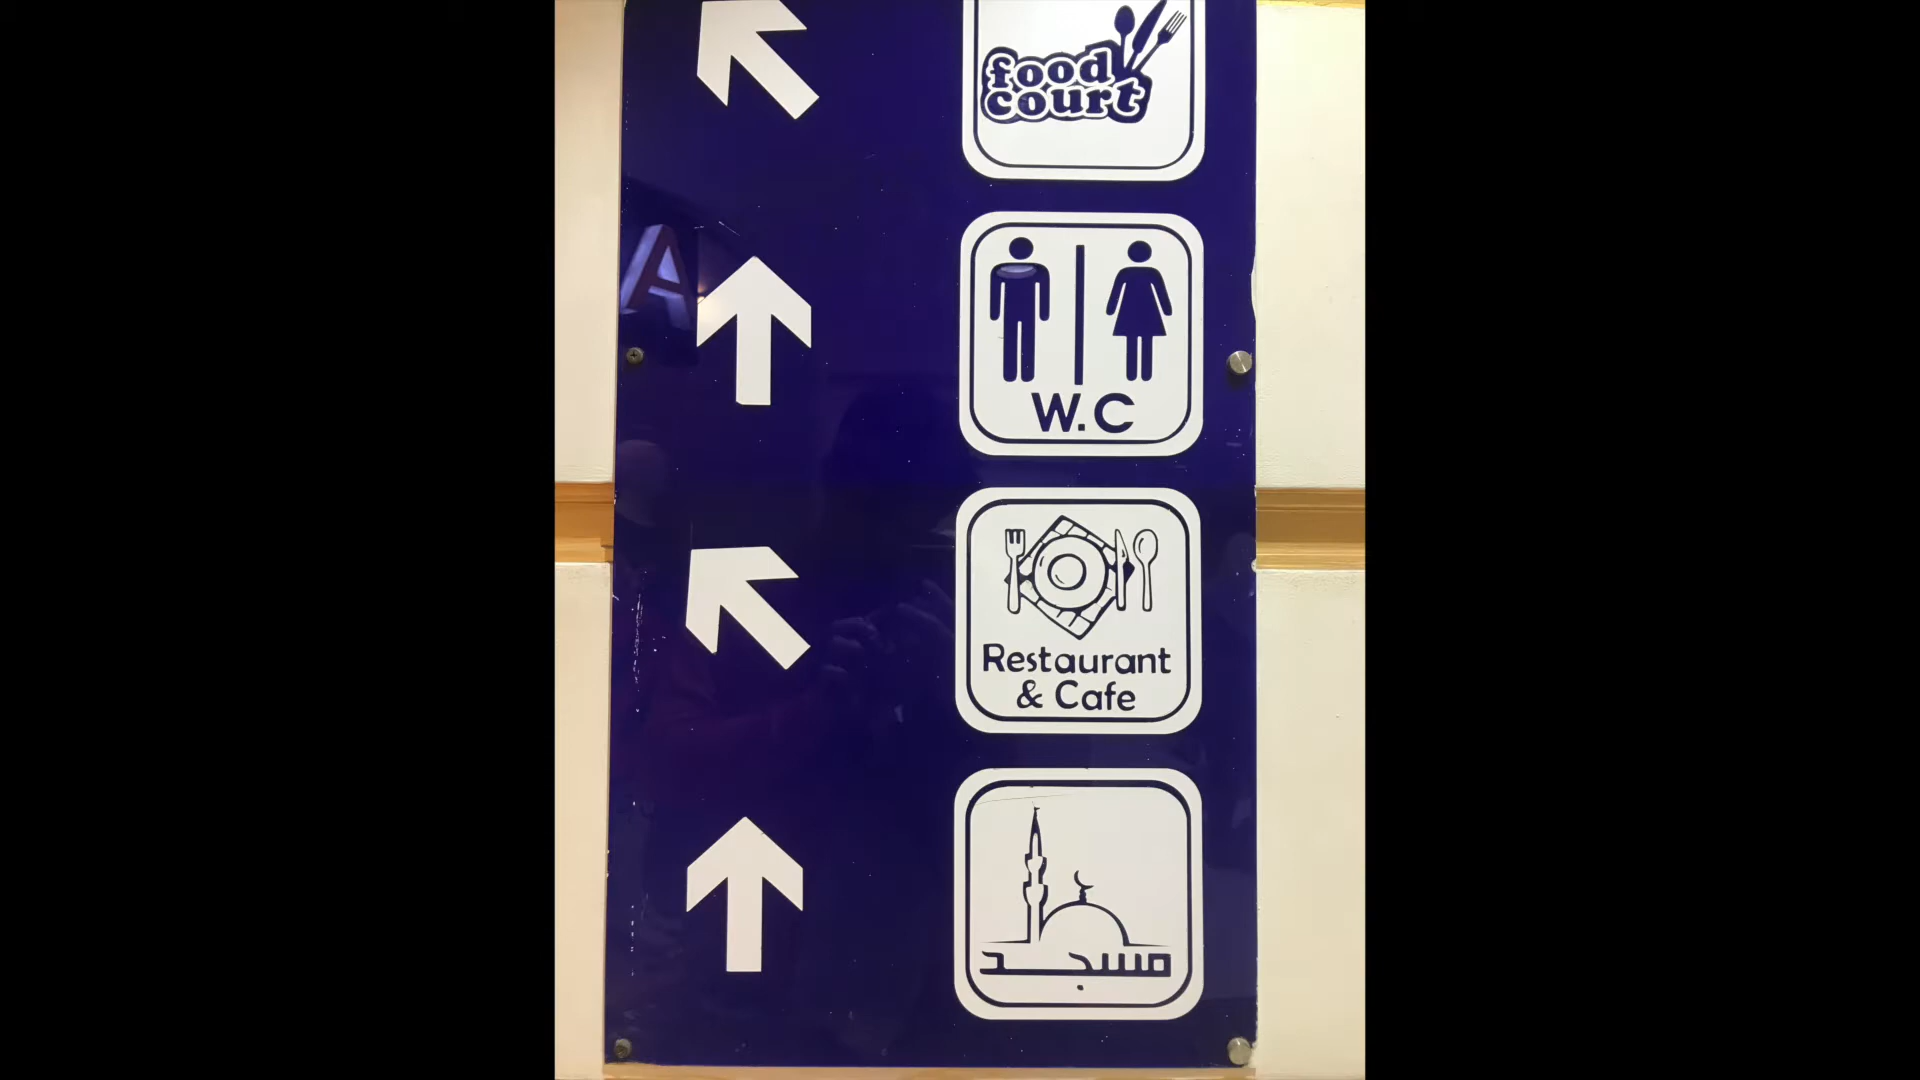 food
court
A
W.C
Restaurant
& Cafe
مسجد